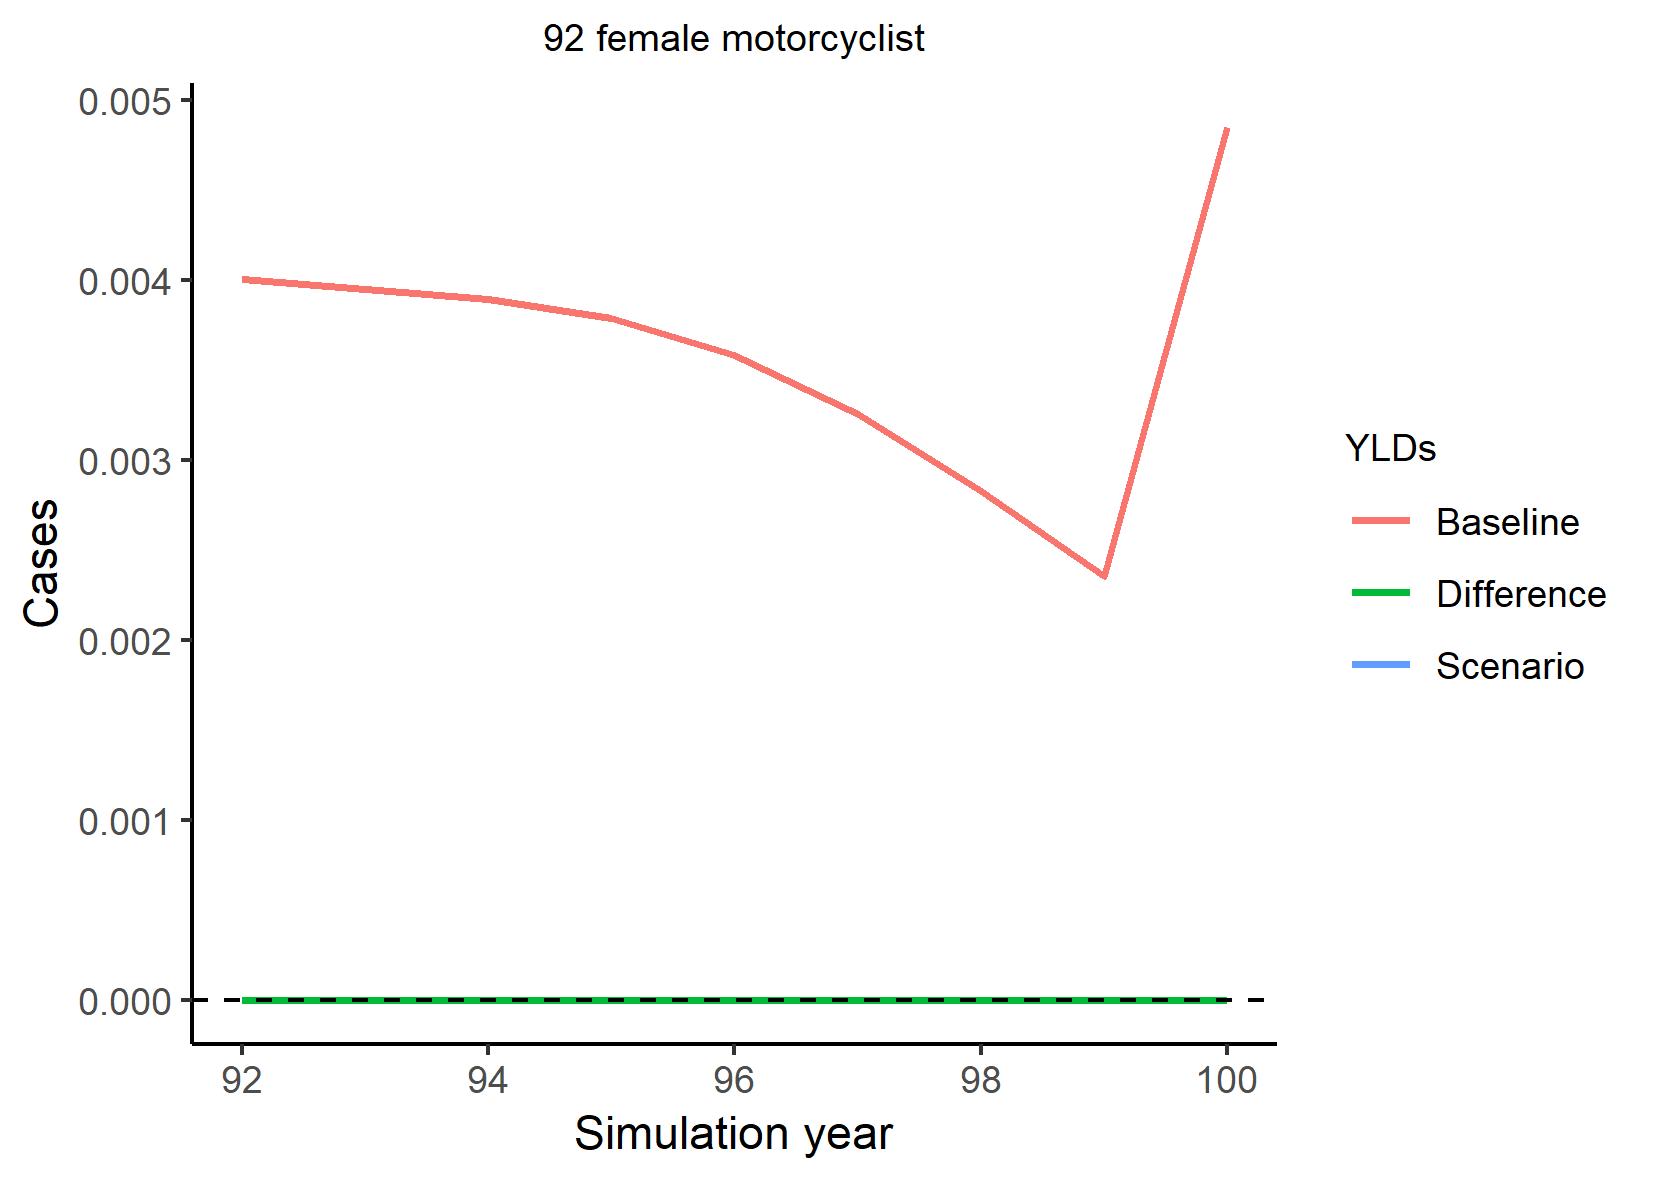 92 female motorcyclist
0.005
0.004
0.003
0.002
0.001
0.000
Cases
92 94 96 98 100
Simulation year
YLDs
Baseline
Difference
Scenario